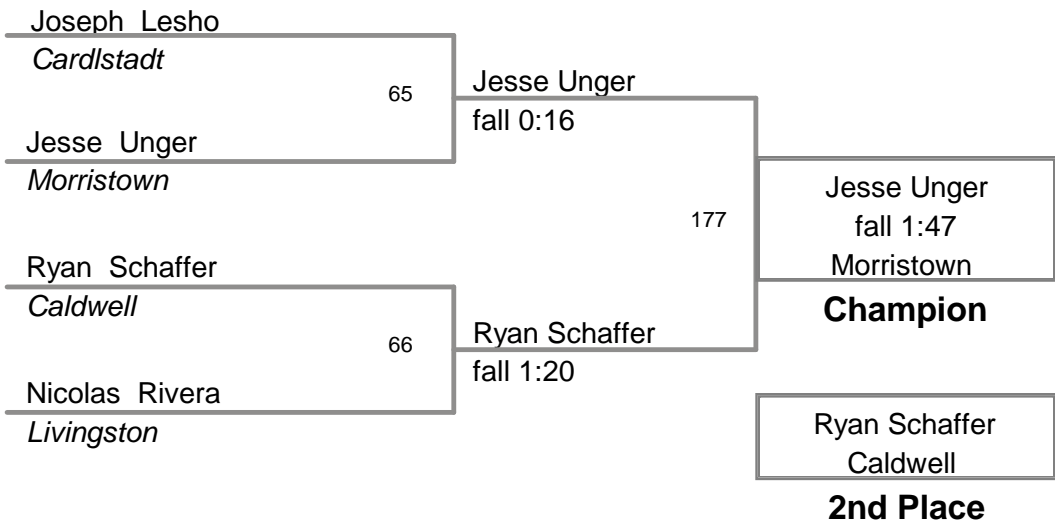 Joseph Lesho
Cardlstadt
65
Jesse Unger
fall 0:16
Jesse Unger
Morristown
177
Jesse Unger
fall 1:47
Morristown
Champion
Ryan Schaffer
Caldwell
66
Ryan Schaffer
fall 1:20
Nicolas Rivera
Livingston
Ryan Schaffer
Caldwell
2nd Place